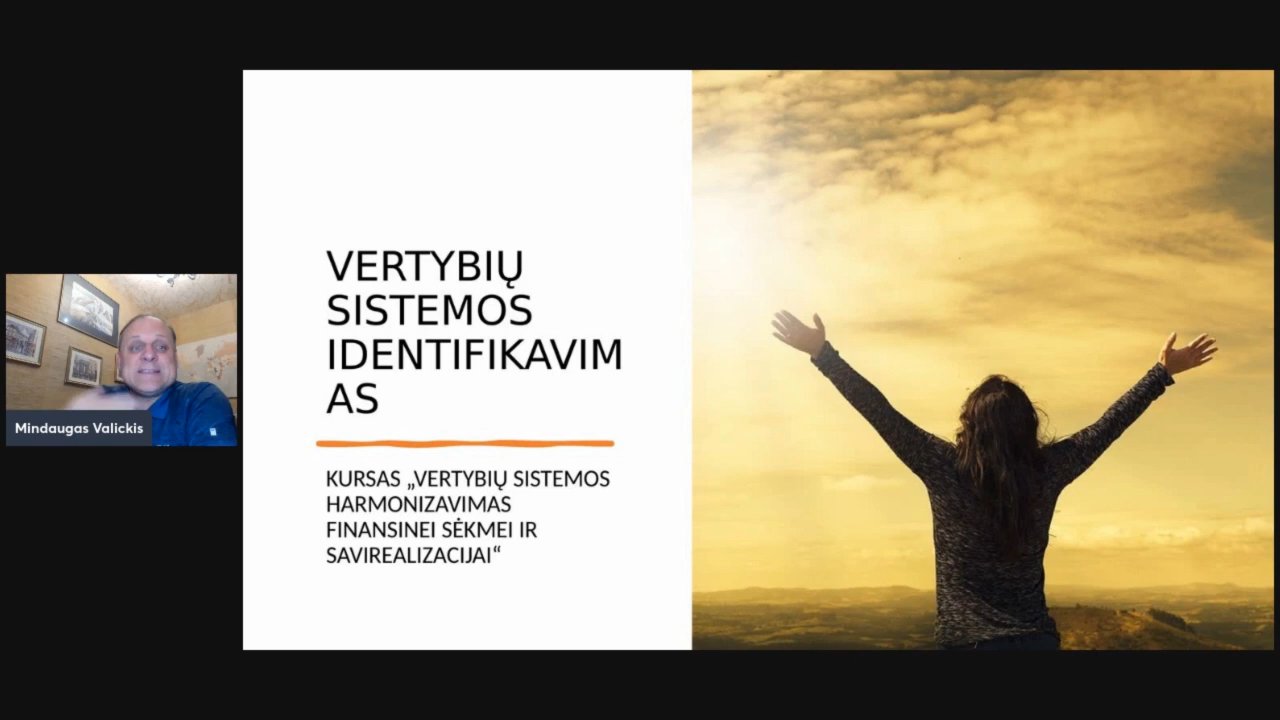 VERTYBIŲ
SISTEMOS
IDENTIFIKAVIM
AS
KURSAS „VERTYBIŲ SISTEMOS
HARMONIZAVIMAS
FINANSINEI SĖKMEI IR
SAVIREALIZACIJAI“
Mindaugas Valickis